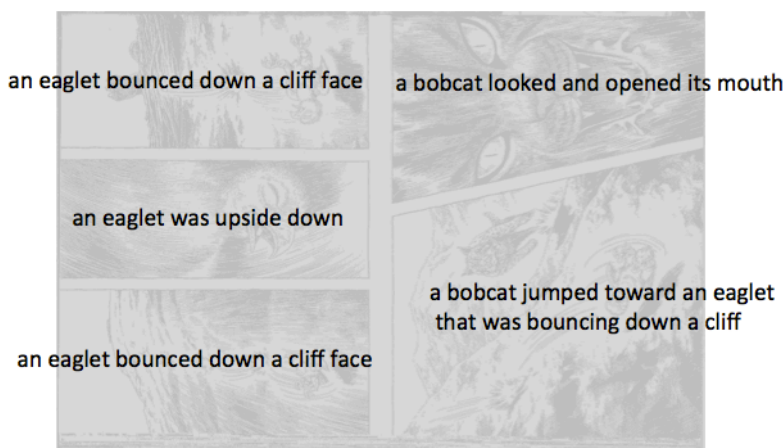 an eaglet bounced down a cliff face
an eaglet was upside down
an eaglet bounced down a cliff face
a bobcat looked and opened its mouth
a bobcat jumped toward an eaglet
that was bouncing down a cliff